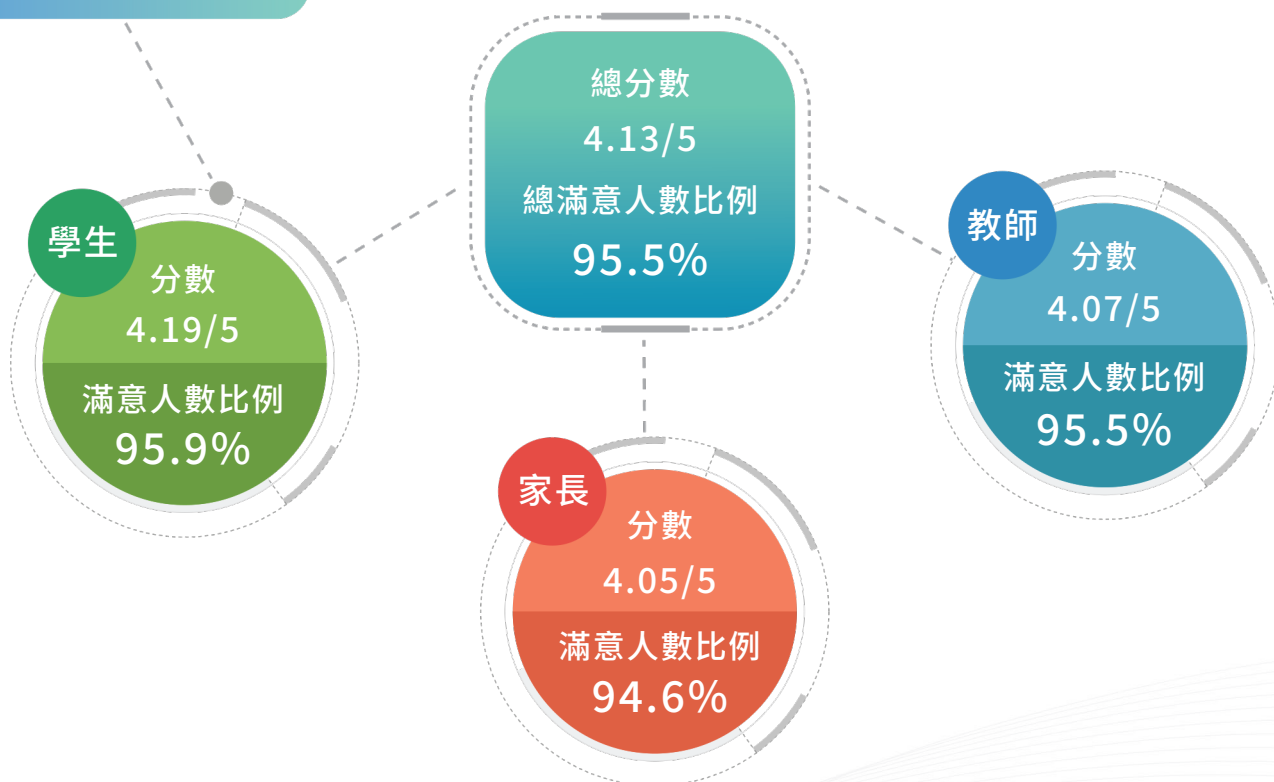 總分數
4.13/5
總滿意人數比例
95.5%
學生
分數
4.19/5
滿意人數比例
95.9%
家長
分數
4.05/5
滿意人數比例
94.6%
教師
分數
4.07/5
滿意人數比例
95.5%